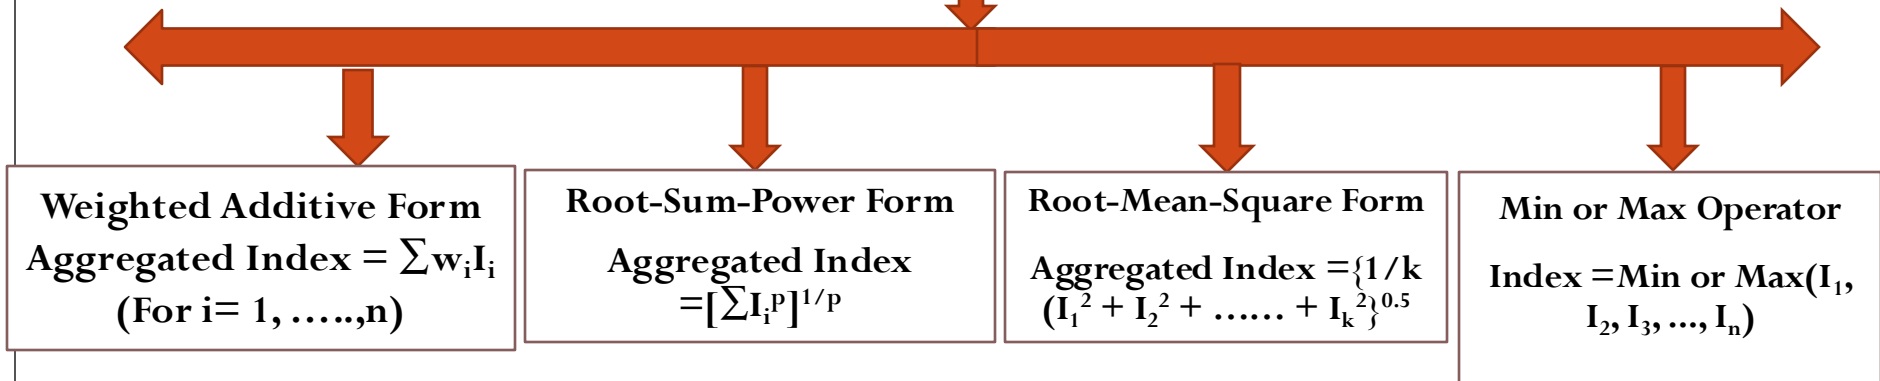 Weighted Additive Form
Aggregated Index = ∑wᵢIᵢ
(For i= 1, …..,n)
Root-Sum-Power Form
Aggregated Index
=[∑Iᵢᵖ]¹ᐟᵖ
Root-Mean-Square Form
Aggregated Index ={1/k
(I₁² + I₂² + …… + Iₖ²}⁰·⁵
Min or Max Operator
Index =Min or Max(I₁,
I₂, I₃, ..., Iₙ)